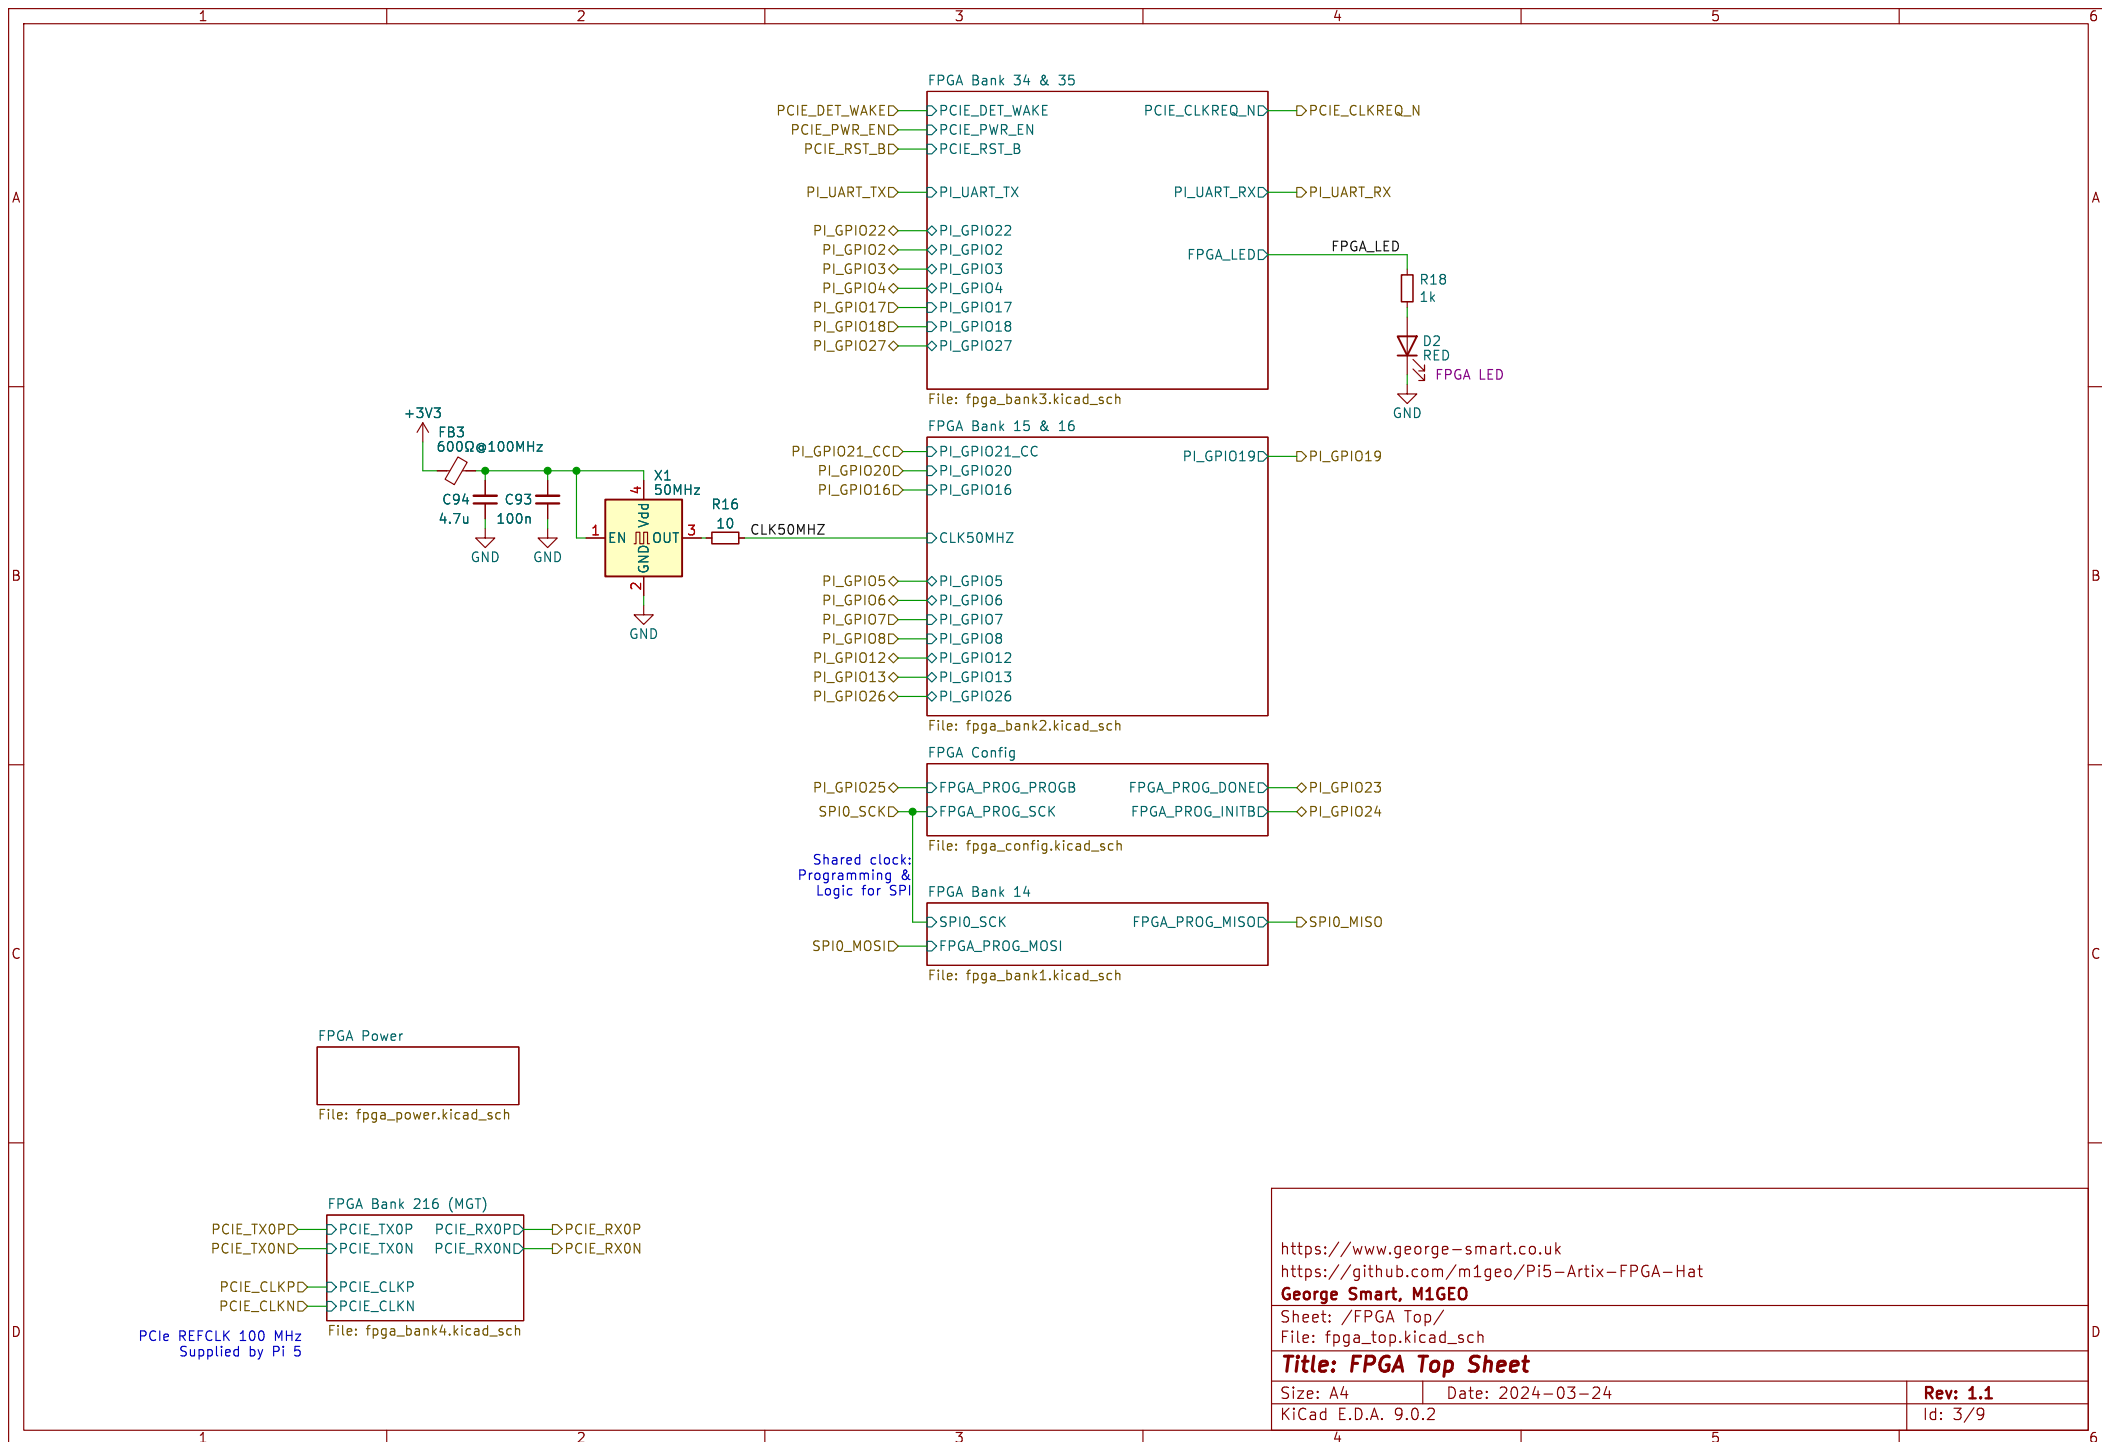 1 2 3 4 5 6
A A
B B
C C
D D
FPGA Bank 34 & 35
PCIE_DET_WAKE PCIE_DET_WAKE PCIE_CLKREQ_N PCIE_CLKREQ_N
PCIE_PWR_EN PCIE_PWR_EN
PCIE_RST_B PCIE_RST_B
PI_UART_TX PI_UART_TX PI_UART_RX PI_UART_RX
PI_GPIO22 PI_GPIO22
PI_GPIO2 PI_GPIO2
PI_GPIO3 PI_GPIO3
PI_GPIO4 PI_GPIO4
PI_GPIO17 PI_GPIO17
PI_GPIO18 PI_GPIO18
PI_GPIO27 PI_GPIO27
FPGA_LED FPGA_LED
R18
1k
D2
RED
FPGA LED
GND
File: fpga_bank3.kicad_sch
+3V3
FB3
600Ω@100MHz
C94
4.7u
GND
C93
100n
GND
X1
50MHz
4 Vdd
1 EN OUT 3
GND 2
GND
R16
10
CLK50MHZ
FPGA Bank 15 & 16
PI_GPIO21_CC PI_GPIO21_CC PI_GPIO19 PI_GPIO19
PI_GPIO20 PI_GPIO20
PI_GPIO16 PI_GPIO16
CLK50MHZ
PI_GPIO5 PI_GPIO5
PI_GPIO6 PI_GPIO6
PI_GPIO7 PI_GPIO7
PI_GPIO8 PI_GPIO8
PI_GPIO12 PI_GPIO12
PI_GPIO13 PI_GPIO13
PI_GPIO26 PI_GPIO26
File: fpga_bank2.kicad_sch
FPGA Config
PI_GPIO25 FPGA_PROG_PROGB FPGA_PROG_DONE PI_GPIO23
SPI0_SCK FPGA_PROG_SCK FPGA_PROG_INITB PI_GPIO24
File: fpga_config.kicad_sch
Shared clock:
Programming &
Logic for SPI
FPGA Bank 14
SPI0_SCK FPGA_PROG_MISO SPI0_MISO
SPI0_MOSI FPGA_PROG_MOSI
File: fpga_bank1.kicad_sch
FPGA Power
File: fpga_power.kicad_sch
FPGA Bank 216 (MGT)
PCIE_TX0P PCIE_TX0P PCIE_RX0P PCIE_RX0P
PCIE_TX0N PCIE_TX0N PCIE_RX0N PCIE_RX0N
PCIE_CLKP PCIE_CLKP
PCIE_CLKN PCIE_CLKN
File: fpga_bank4.kicad_sch
PCIe REFCLK 100 MHz
Supplied by Pi 5
https://www.george-smart.co.uk
https://github.com/m1geo/Pi5-Artix-FPGA-Hat
George Smart, M1GEO
Sheet: /FPGA Top/
File: fpga_top.kicad_sch
Title: FPGA Top Sheet
Size: A4 Date: 2024-03-24 Rev: 1.1
KiCad E.D.A. 9.0.2 Id: 3/9
1 2 3 4 5 6